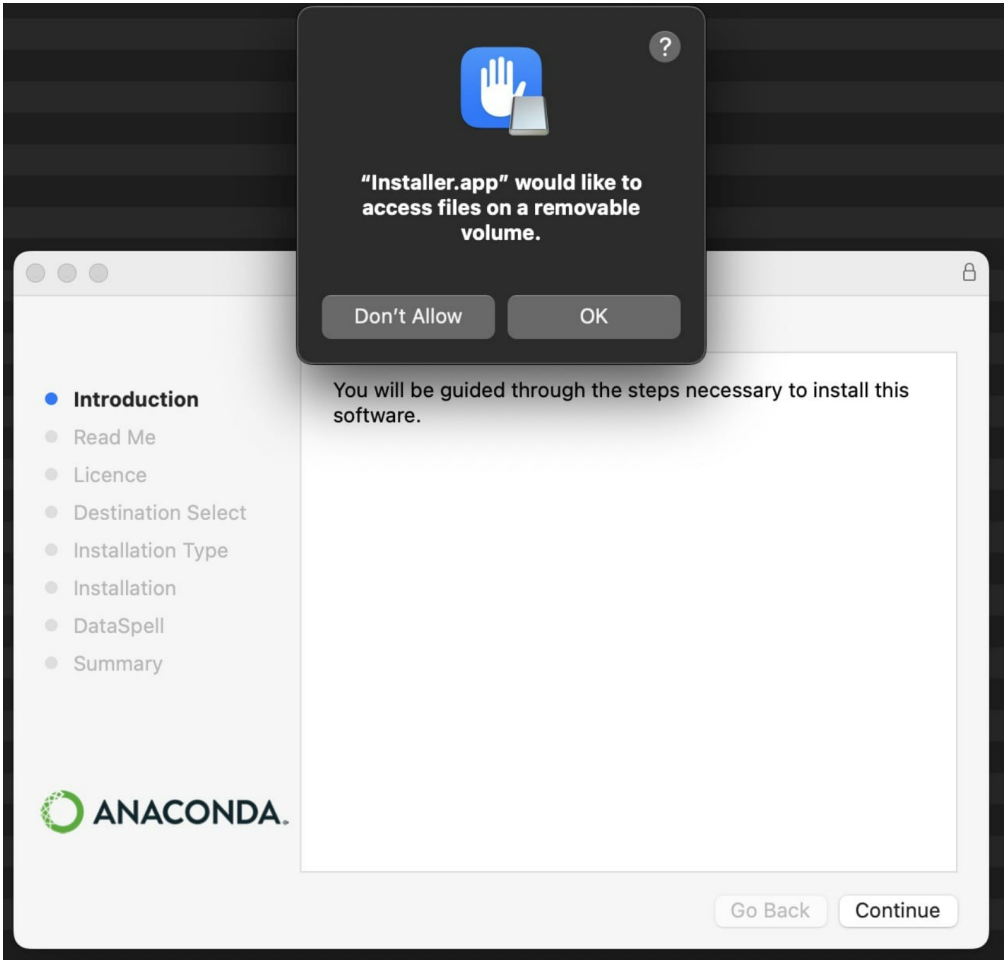 ?
“Installer.app” would like to
access files on a removable
volume.
Don’t Allow
OK
You will be guided through the steps necessary to install this
software.
Introduction
Read Me
Licence
Destination Select
Installation Type
Installation
DataSpell
Summary
ANACONDA.
Go Back
Continue